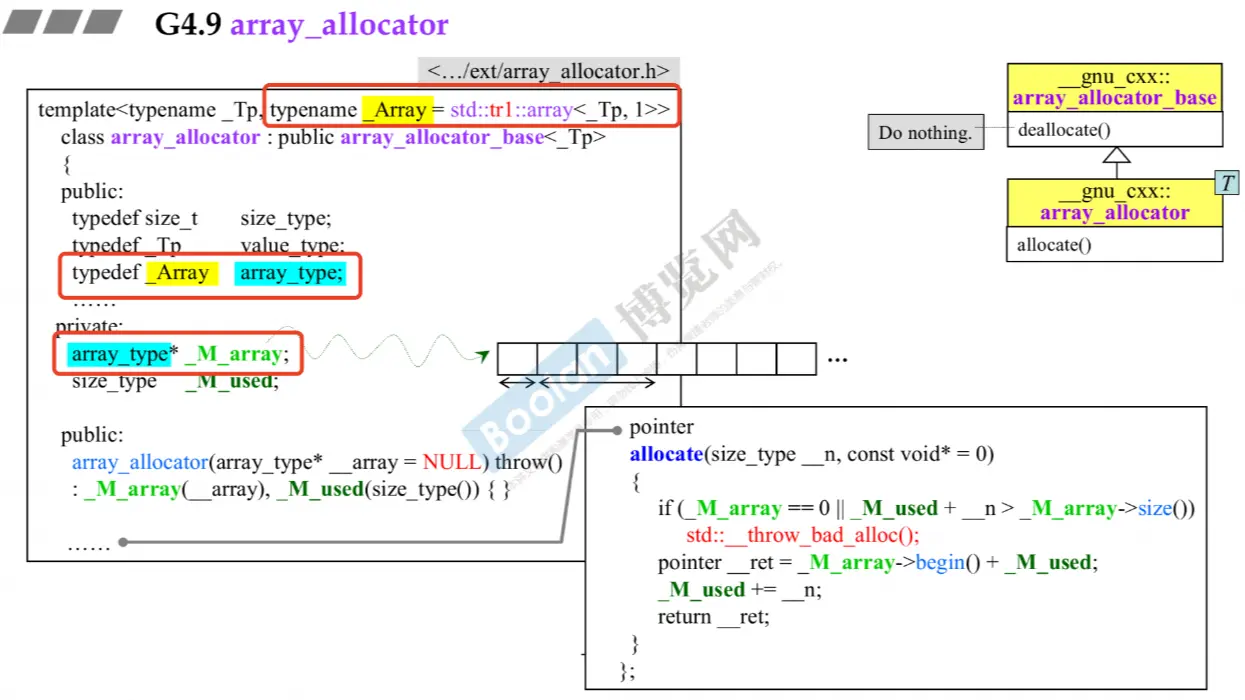 G4.9 array_allocator
<…/ext/array_allocator.h>
template<typename _Tp, typename _Array = std::tr1::array<_Tp, 1>>
class array_allocator : public array_allocator_base<_Tp>
{
public:
typedef size_t size_type;
typedef _Tp value_type;
typedef _Array array_type;
……
private:
array_type* _M_array;
size_type _M_used;
public:
array_allocator(array_type* __array = NULL) throw()
: _M_array(__array), _M_used(size_type()) { }
……
...
pointer
allocate(size_type __n, const void* = 0)
{
if (_M_array == 0 || _M_used + __n > _M_array->size())
std::__throw_bad_alloc();
pointer __ret = _M_array->begin() + _M_used;
_M_used += __n;
return __ret;
}
};
Do nothing.
__gnu_cxx::
array_allocator_base
deallocate()
T
__gnu_cxx::
array_allocator
allocate()
Boolan
博览网